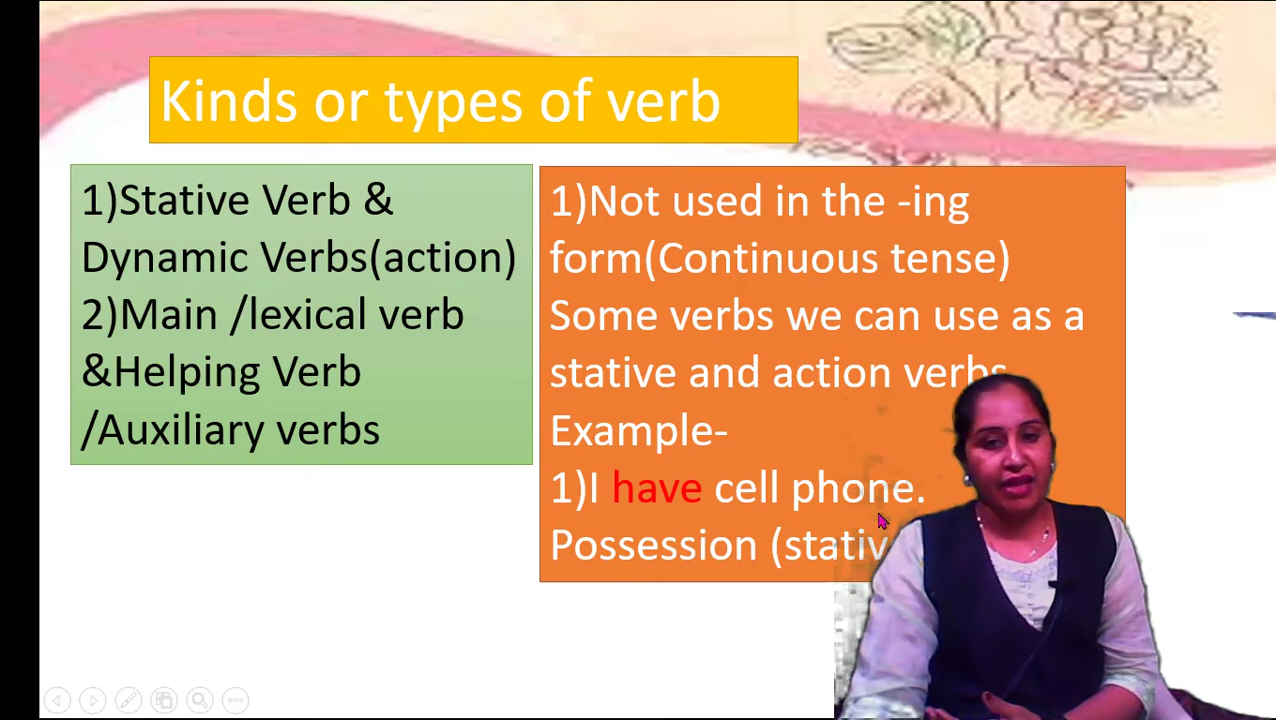 Kinds or types of verb
1)Stative Verb &
Dynamic Verbs(action)
2)Main /lexical verb
&Helping Verb
/Auxiliary verbs
1)Not used in the -ing
form(Continuous tense)
Some verbs we can use as a
stative and action verbs
Example-
1)I have cell phone.
Possession